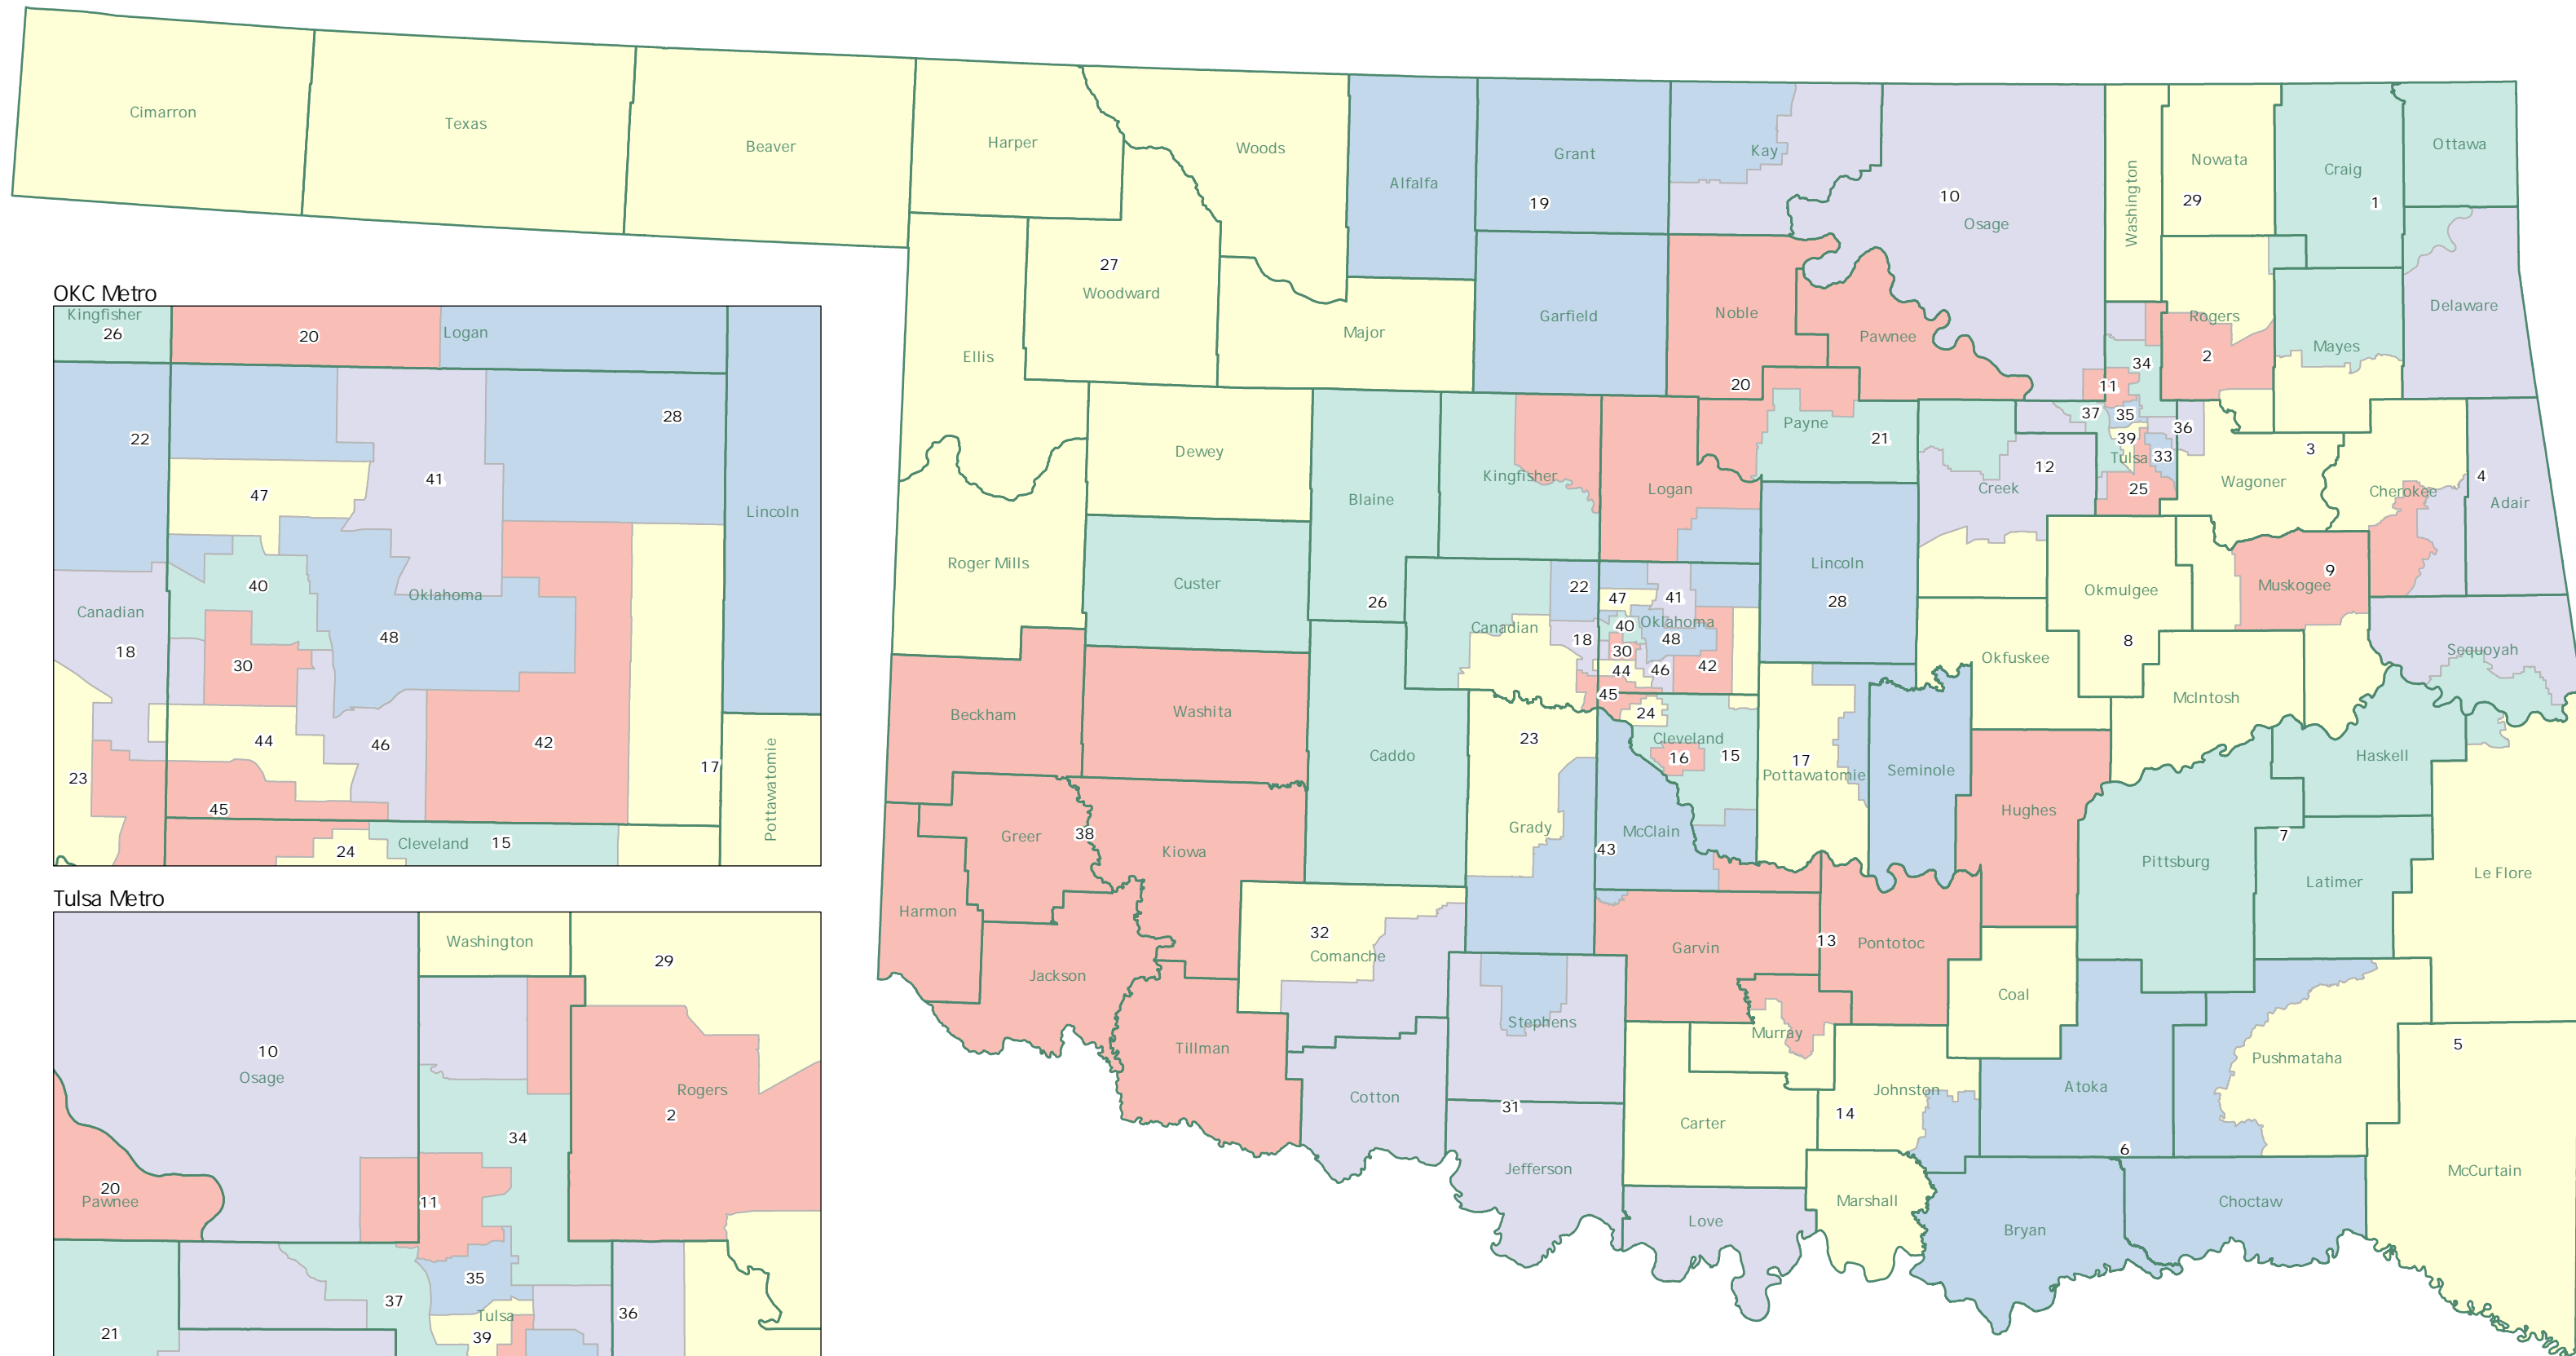 Cimarron
Texas
Beaver
Harper
Woods
Alfalfa
Grant
19
Kay
10
Osage
Washington
Nowata
29
Craig
1
Ottawa
27
Woodward
Ellis
Major
Garfield
Noble
20
Pawnee
Rogers
2
Mayes
Delaware
34
11
37
35
36
39
Tulsa
33
25
Dewey
Blaine
Kingfisher
Logan
Payne
21
12
Creek
3
Wagoner
Cherokee
4
Adair
Roger Mills
Custer
26
Canadian
22
47
41
40
Oklahoma
18
48
30
44
46
42
45
Lincoln
28
Okmulgee
8
Muskogee
9
Okfuskee
McIntosh
Sequoyah
Beckham
Washita
Caddo
23
Grady
24
Cleveland
16
15
17
Pottawatomie
Seminole
Hughes
Haskell
7
Pittsburg
Latimer
Le Flore
Greer
38
Kiowa
43
McClain
Harmon
Jackson
32
Comanche
Garvin
13
Pontotoc
Coal
Tillman
Stephens
Murray
Cotton
31
Carter
14
Johnston
Atoka
6
Pushmataha
5
McCurtain
Jefferson
Love
Marshall
Bryan
Choctaw
OKC Metro
Kingfisher
26
20
Logan
22
28
41
47
Lincoln
40
Oklahoma
Canadian
18
48
30
44
46
42
23
17
45
Pottawatomie
Cleveland
15
24
Tulsa Metro
Washington
29
10
Osage
Rogers
2
34
20
Pawnee
11
35
37
Tulsa
36
21
39